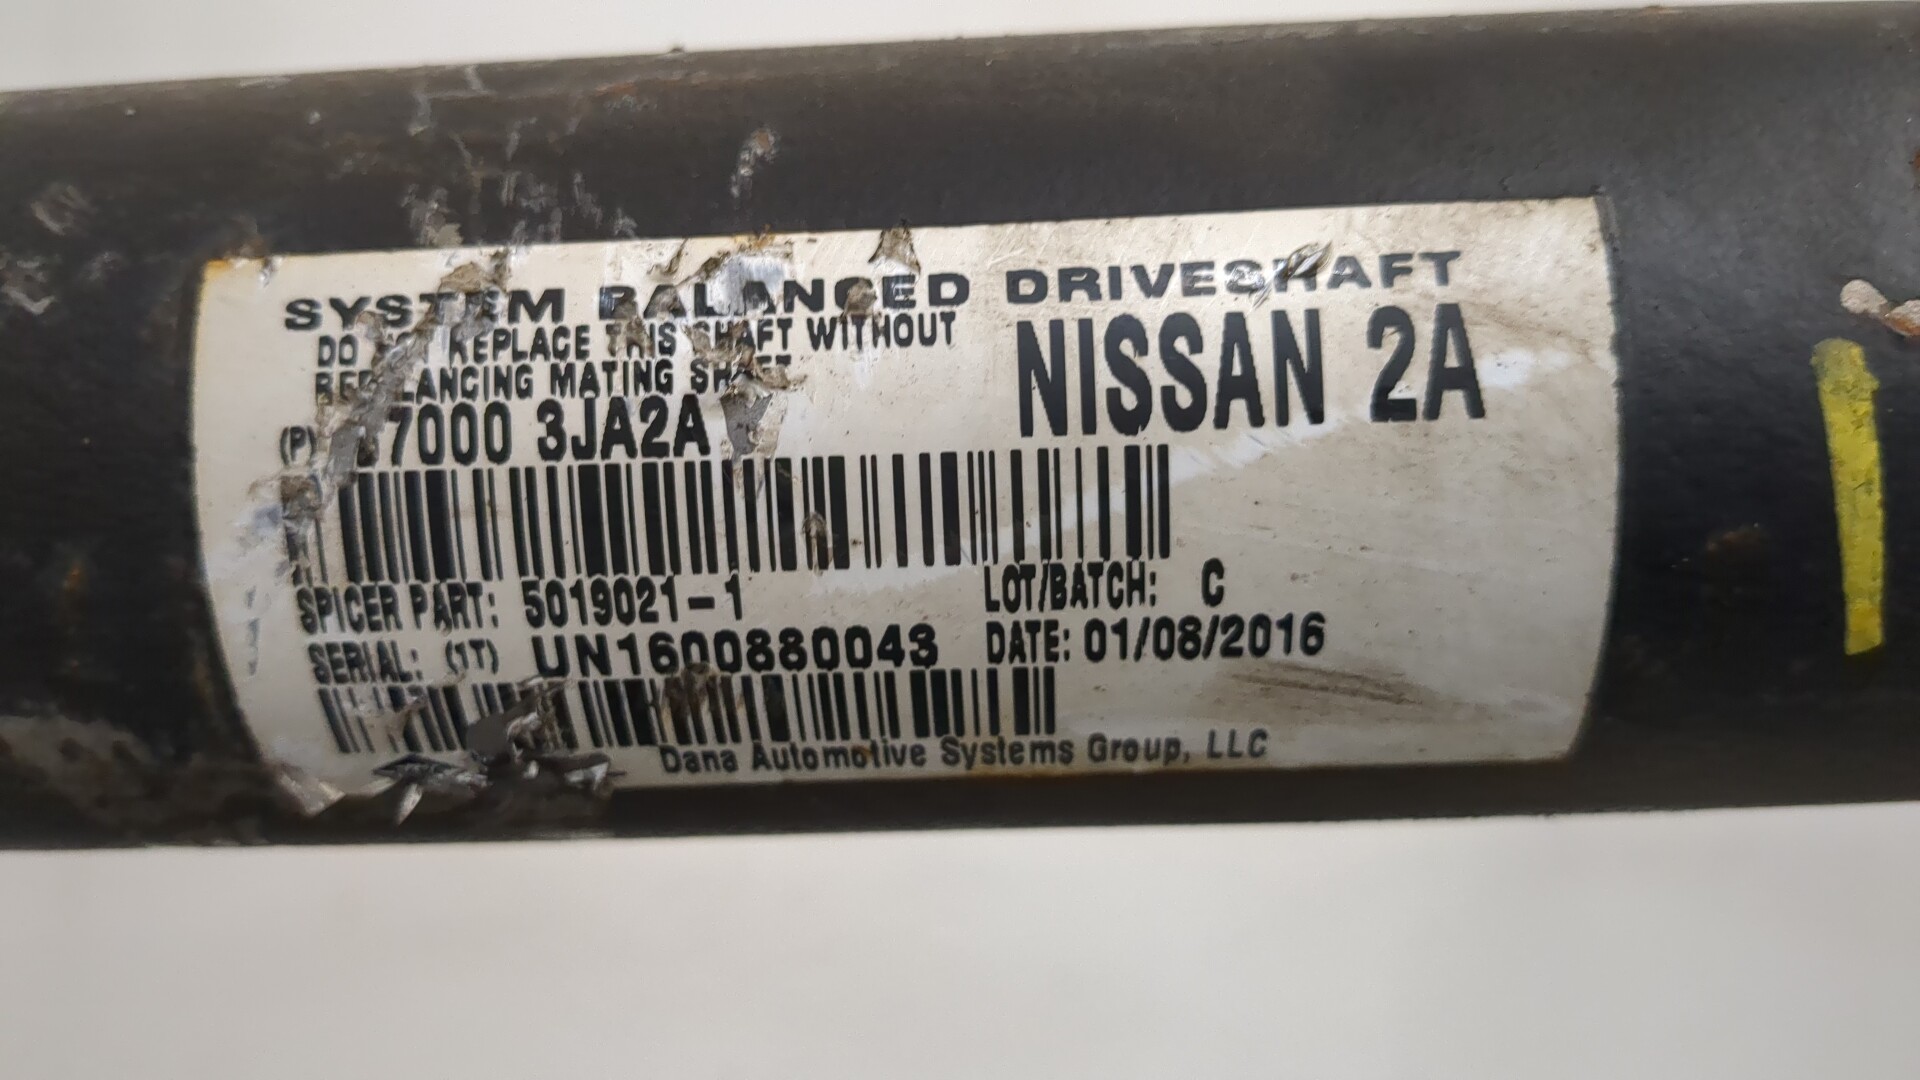 SYSTEM BALANCED DRIVESHAFT
DO NOT REPLACE THIS SHAFT WITHOUT
REBALANCING MATING SHAFT
NISSAN 2A
(P) 37000 3JA2A
SPICER PART: 5019021-1
LOT/BATCH: C
SERIAL: (1T) UN1600880043
DATE: 01/08/2016
Dana Automotive Systems Group, LLC